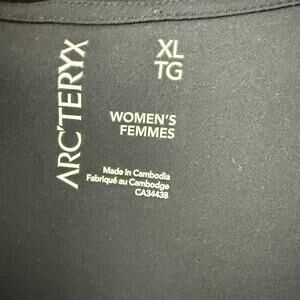 ARC'TERYX
XL
TG
WOMEN'S
FEMMES
Made in Cambodia
Fabriqué au Cambodge
CA34438